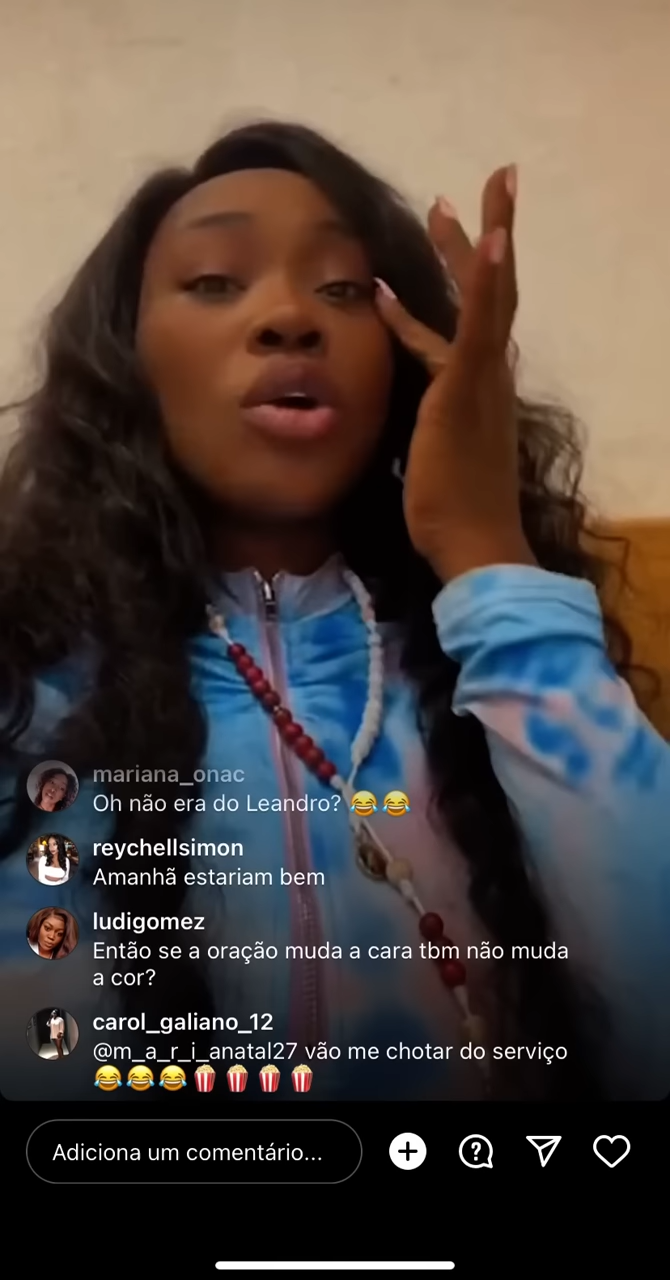 mariana_onac
Oh não era do Leandro? 😂😂
reychellsimon
Amanhã estariam bem
ludigomez
Então se a oração muda a cara tbm não muda
a cor?
carol_galiano_12
@m_a_r_i_anatal27 vão me chotar do serviço
😂😂😂🍿🍿🍿🍿
Adiciona um comentário...